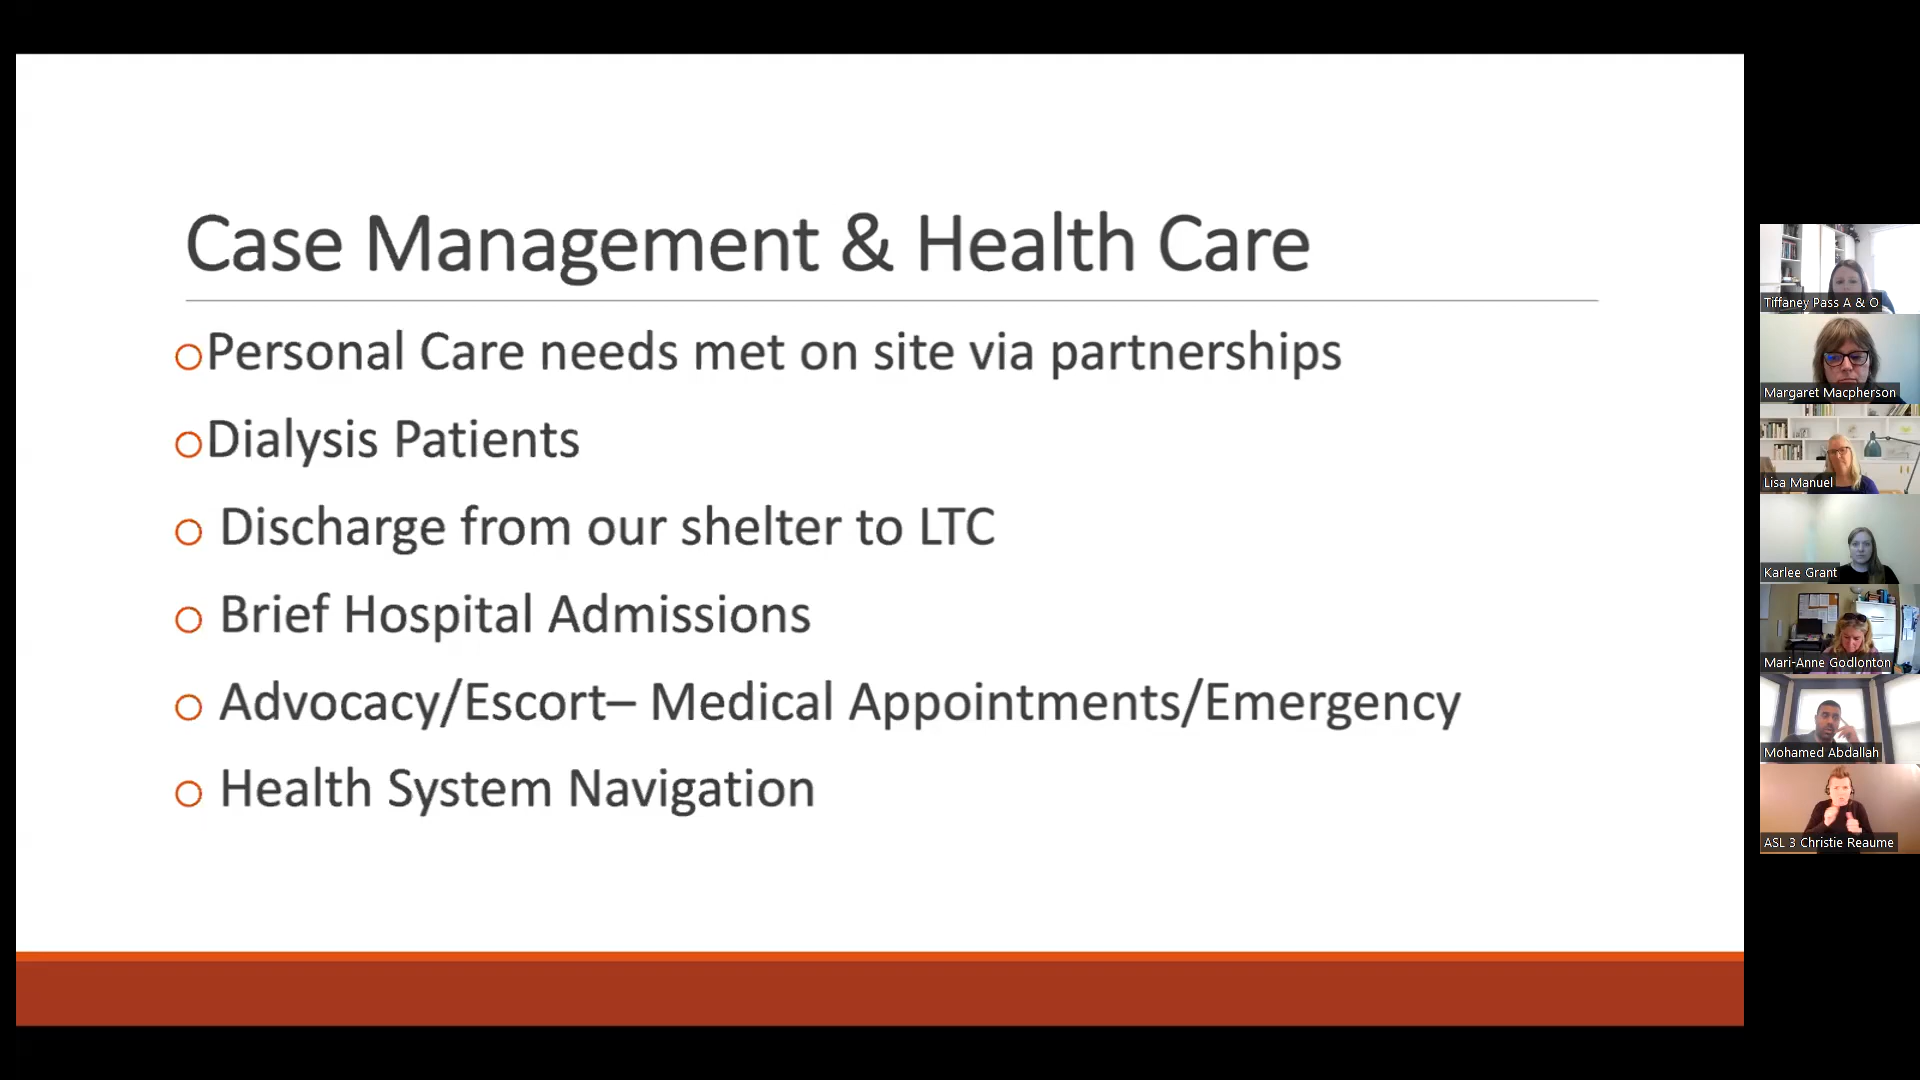 Case Management & Health Care
Personal Care needs met on site via partnerships
Dialysis Patients
Discharge from our shelter to LTC
Brief Hospital Admissions
Advocacy/Escort– Medical Appointments/Emergency
Health System Navigation
Tiffaney Pass A & O
Margaret Macpherson
Lisa Manuel
Karlee Grant
Mari-Anne Godlonton
Mohamed Abdallah
ASL 3 Christie Reaume